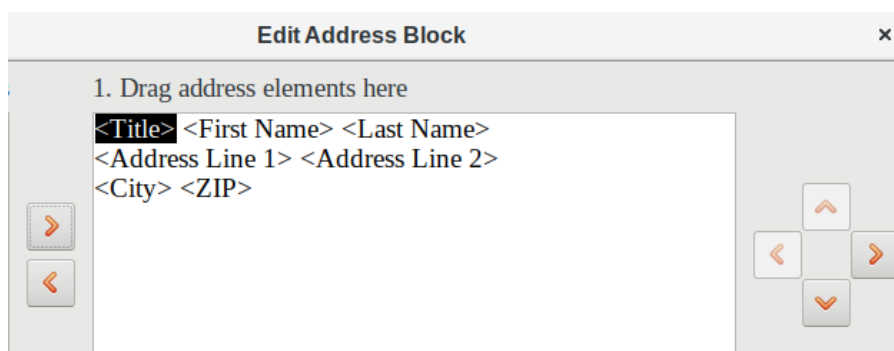 Edit Address Block
1. Drag address elements here
<Title> <First Name> <Last Name>
<Address Line 1> <Address Line 2>
<City> <ZIP>